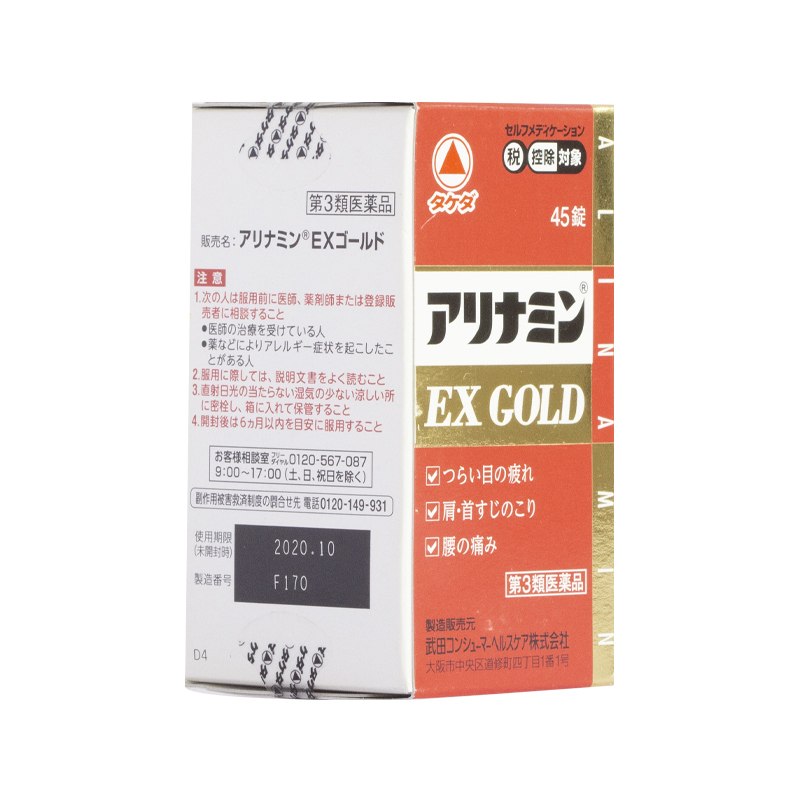 第3類医薬品
販売名：アリナミン®EXゴールド
注意
1.次の人は服用前に医師、薬剤師または登録販
売者に相談すること
●医師の治療を受けている人
●薬などによりアレルギー症状を起こしたこ
とがある人
2.服用に際しては、説明文書をよく読むこと
3.直射日光の当たらない湿気の少ない涼しい所
に密栓し、箱に入れて保管すること
4.開封後は6ヵ月以内を目安に服用すること
お客様相談室 フリーダイヤル 0120-567-087
9:00〜17:00（土、日、祝日を除く）
副作用被害救済制度の問合せ先 電話0120-149-931
使用期限
(未開封時)
2020.10
製造番号
F170
D4
セルフメディケーション
税 控除 対象
タケダ
45錠
アリナミン®
EX GOLD
つらい目の疲れ
肩・首すじのこり
腰の痛み
第3類医薬品
製造販売元
武田コンシューマーヘルスケア株式会社
大阪市中央区道修町四丁目1番1号
ALINAMIN